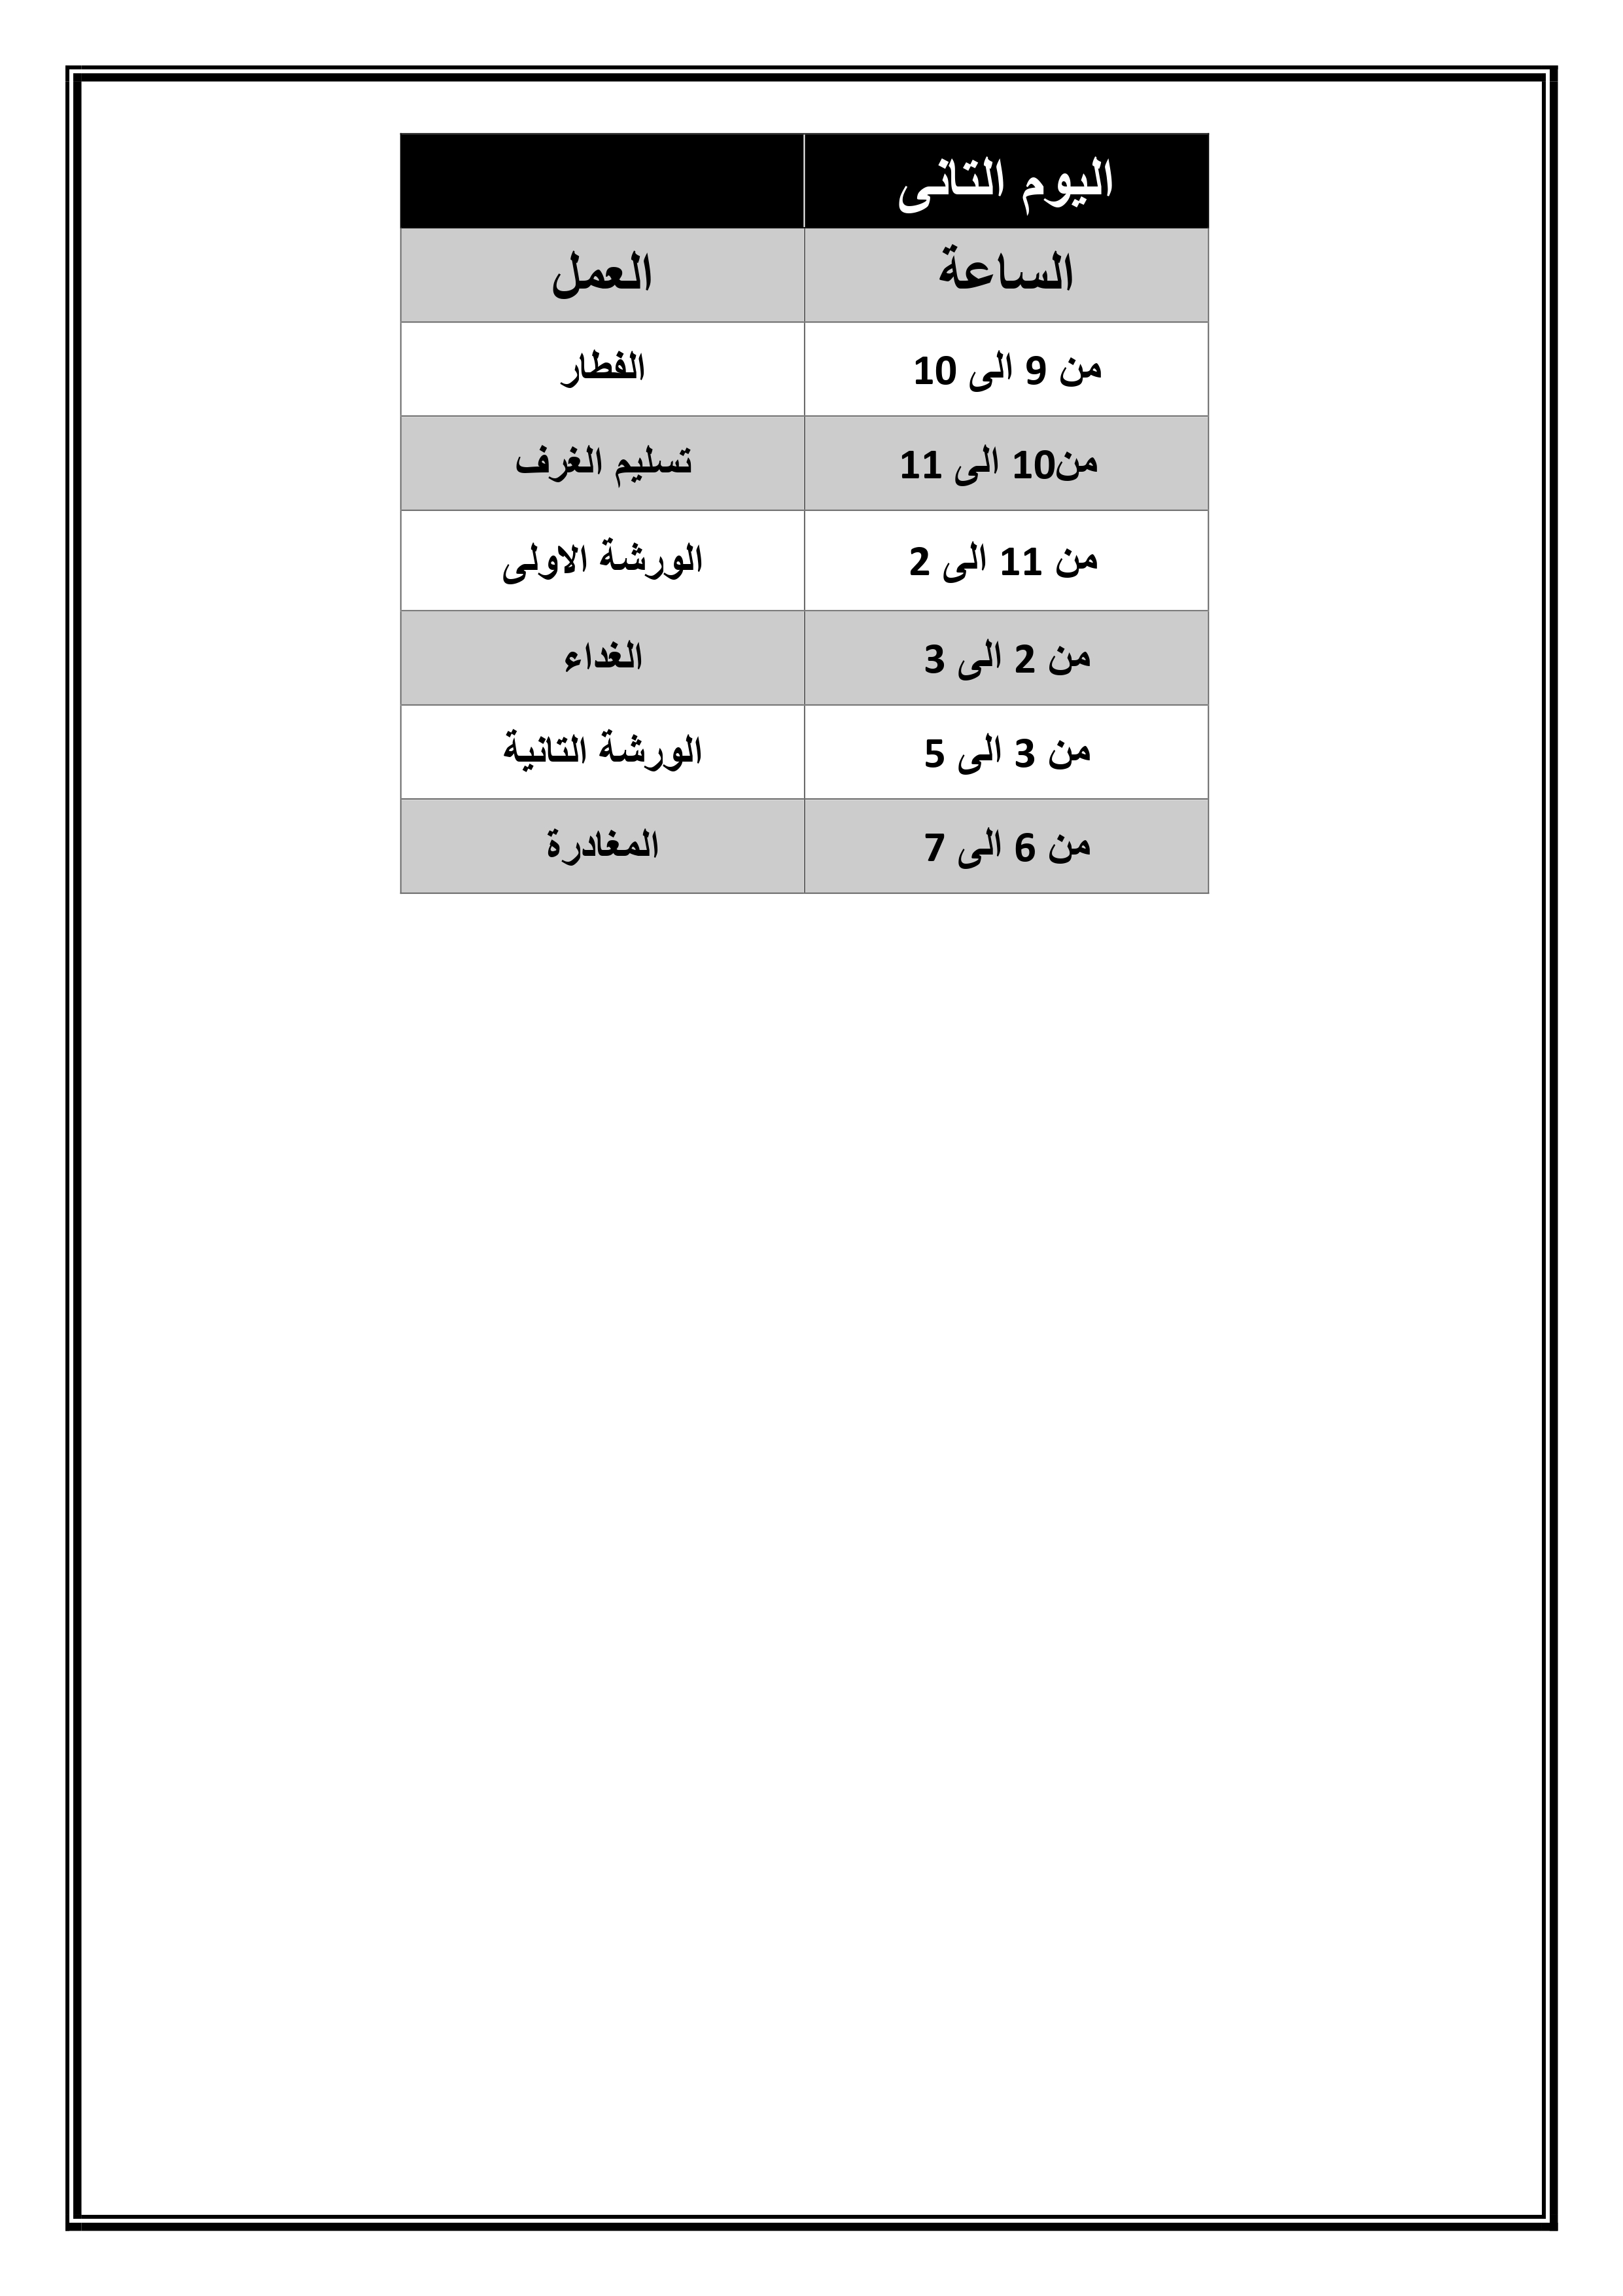 اليوم التانى
الساعة العمل
من 9 الى 10 الفطار
من10 الى 11 تسليم الغرف
من 11 الى 2 الورشة الاولى
من 2 الى 3 الغداء
من 3 الى 5 الورشة التانية
من 6 الى 7 المغادرة